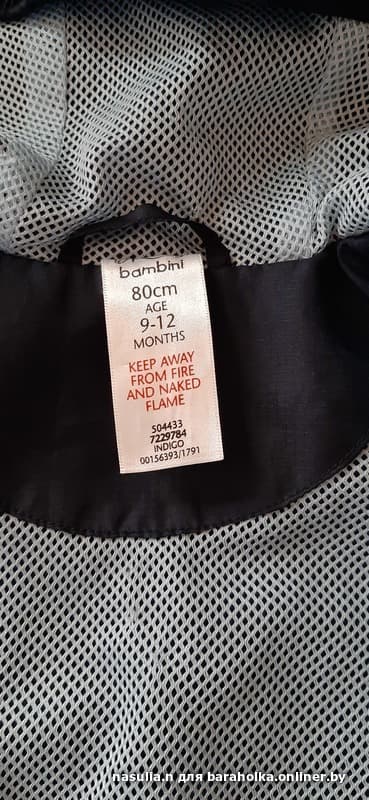 bambini
80cm
AGE
9-12
MONTHS
KEEP AWAY
FROM FIRE
AND NAKED
FLAME
504433
7229784
INDIGO
00156393/1791
nasulia.n для baraholka.onliner.by